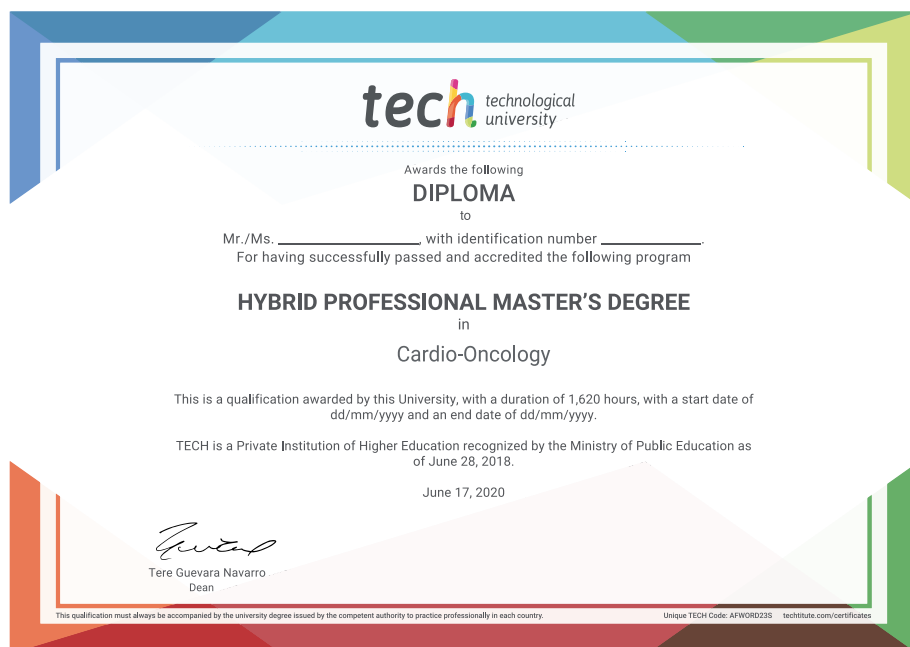 tech technological
university
Awards the following
DIPLOMA
to
Mr./Ms. ____________________, with identification number ______________.
For having successfully passed and accredited the following program
HYBRID PROFESSIONAL MASTER'S DEGREE
in
Cardio-Oncology
This is a qualification awarded by this University, with a duration of 1,620 hours, with a start date of
dd/mm/yyyy and an end date of dd/mm/yyyy.
TECH is a Private Institution of Higher Education recognized by the Ministry of Public Education as
of June 28, 2018.
June 17, 2020
Tere Guevara Navarro
Dean
This qualification must always be accompanied by the university degree issued by the competent authority to practice professionally in each country. Unique TECH Code: AFWORD23S techtitute.com/certificates